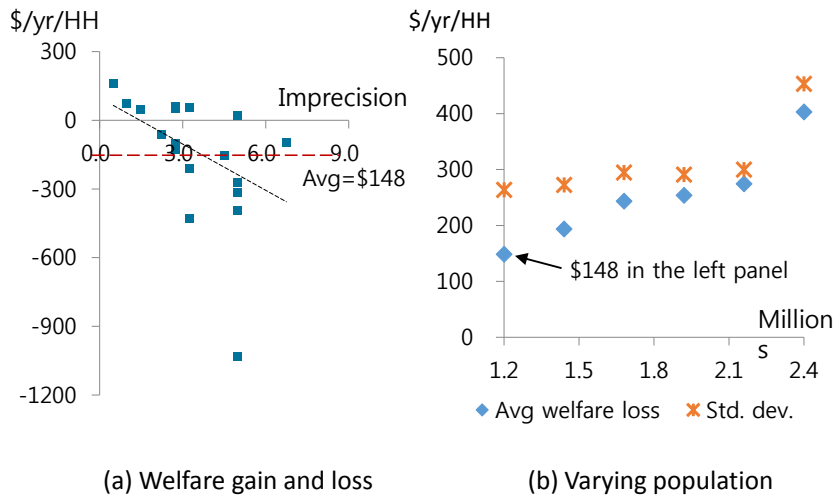 $/yr/HH
300
0
-300
-600
-900
-1200
Imprecision
0.0 3.0 6.0 9.0
Avg=$148
(a) Welfare gain and loss
$/yr/HH
500
400
300
200
100
0
$148 in the left panel
Million
s
1.2 1.5 1.8 2.1 2.4
Avg welfare loss Std. dev.
(b) Varying population